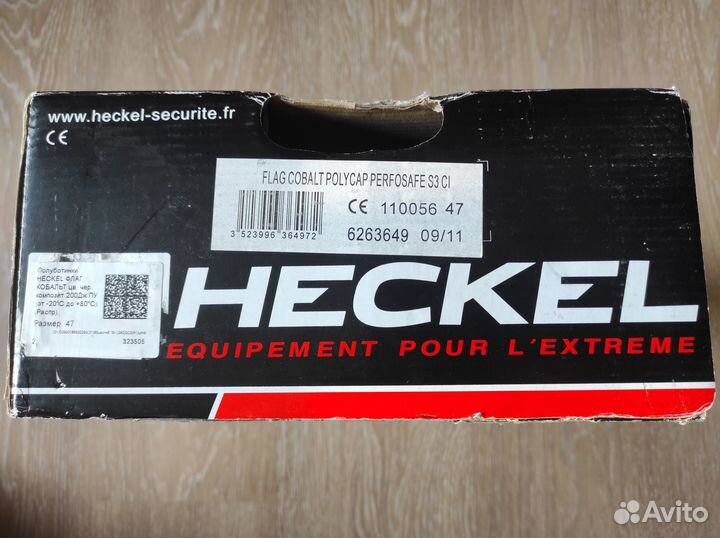 www.heckel-securite.fr
CE
FLAG COBALT POLYCAP PERFOSAFE S3 CI
CE 110056 47
3 523996 364972
6263649 09/11
Полуботинки
HECKEL ФЛАГ
КОБАЛЬТ цв. чер.
композит 200Дж ПУ
от -20°C до +80°C)
Распр)
Размер: 47
323505
HECKEL
EQUIPEMENT POUR L'EXTREME
Avito